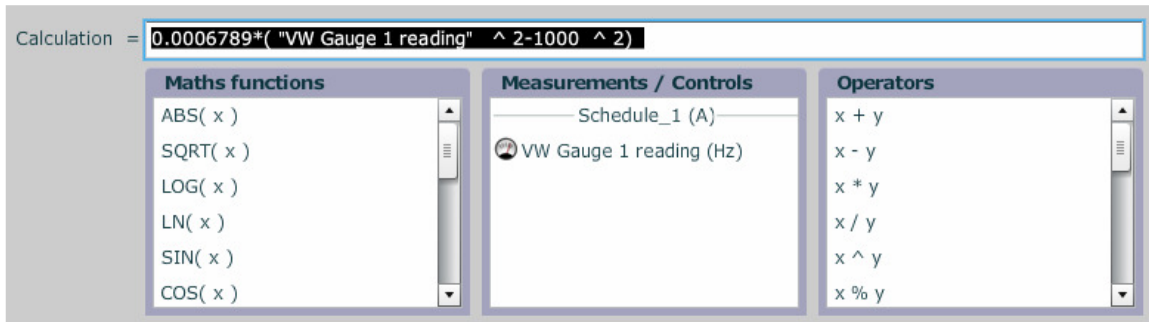 Calculation = 0.0006789*( "VW Gauge 1 reading" ^ 2-1000 ^ 2)
Maths functions
ABS( x )
SQRT( x )
LOG( x )
LN( x )
SIN( x )
COS( x )
Measurements / Controls
Schedule_1 (A)
VW Gauge 1 reading (Hz)
Operators
x + y
x - y
x * y
x / y
x ^ y
x % y